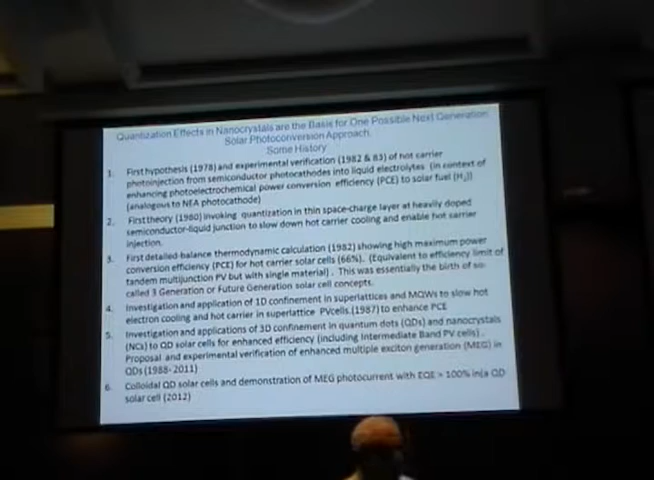 Quantization Effects in Nanocrystals are the Basis for One Possible Next Generation
Solar Photoconversion Approach
Some History
1. First hypothesis (1978) and experimental verification (1982 & 83) of hot carrier
photoinjection from semiconductor photocathodes into liquid electrolytes (in context of
enhancing photoelectrochemical power conversion efficiency (PCE) to solar fuel (H2))
(analogous to NEA photocathode)
2. First theory (1980) invoking quantization in thin space-charge layer at heavily doped
semiconductor-liquid junction to slow down hot carrier cooling and enable hot carrier
injection.
3. First detailed balance thermodynamic calculation (1982) showing high maximum power
conversion efficiency (PCE) for hot carrier solar cells (66%). (Equivalent to efficiency limit of
tandem multijunction PV but with single material). This was essentially the birth of so-
called 3 Generation or Future Generation solar cell concepts.
4. Investigation and application of 1D confinement in superlattices and MQWs to slow hot
electron cooling and hot carrier in superlattice PVcells.(1987) to enhance PCE
5. Investigation and applications of 3D confinement in quantum dots (QDs) and nanocrystals
(NCs) to QD solar cells for enhanced efficiency (including Intermediate Band PV cells).
Proposal and experimental verification of enhanced multiple exciton generation (MEG) in
QDs (1988-2011)
6. Colloidal QD solar cells and demonstration of MEG photocurrent with EQE > 100% in(a QD
solar cell (2012)